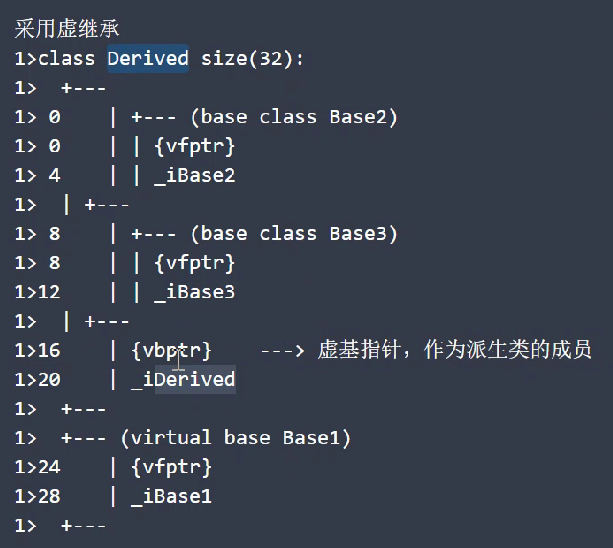 采用虚继承
1>class Derived size(32):
1>  +---
1> 0    | +--- (base class Base2)
1> 0    | | {vfptr}
1> 4    | | _iBase2
1>  | +---
1> 8    | +--- (base class Base3)
1> 8    | | {vfptr}
1>12    | | _iBase3
1>  | +---
1>16    | {vbptr}    ---> 虚基指针，作为派生类的成员
1>20    | _iDerived
1>  +---
1>  +--- (virtual base Base1)
1>24    | {vfptr}
1>28    | _iBase1
1>  +---